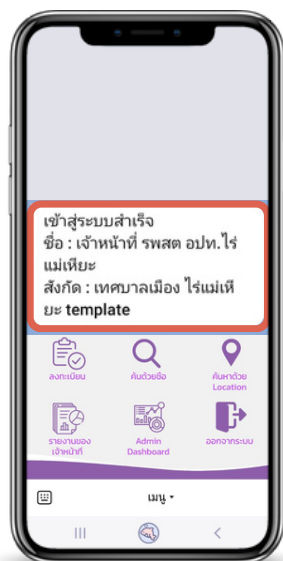 เข้าสู่ระบบสำเร็จ
ชื่อ : เจ้าหน้าที่ รพสต อปท.ไร่
แม่เหียะ
สังกัด : เทศบาลเมือง ไร่แม่เหี
ยะ template
ลงทะเบียน
ค้นด้วยชื่อ
ค้นหาด้วย
Location
รายงานของ
เจ้าหน้าที่
Admin
Dashboard
ออกจากระบบ
เมนู